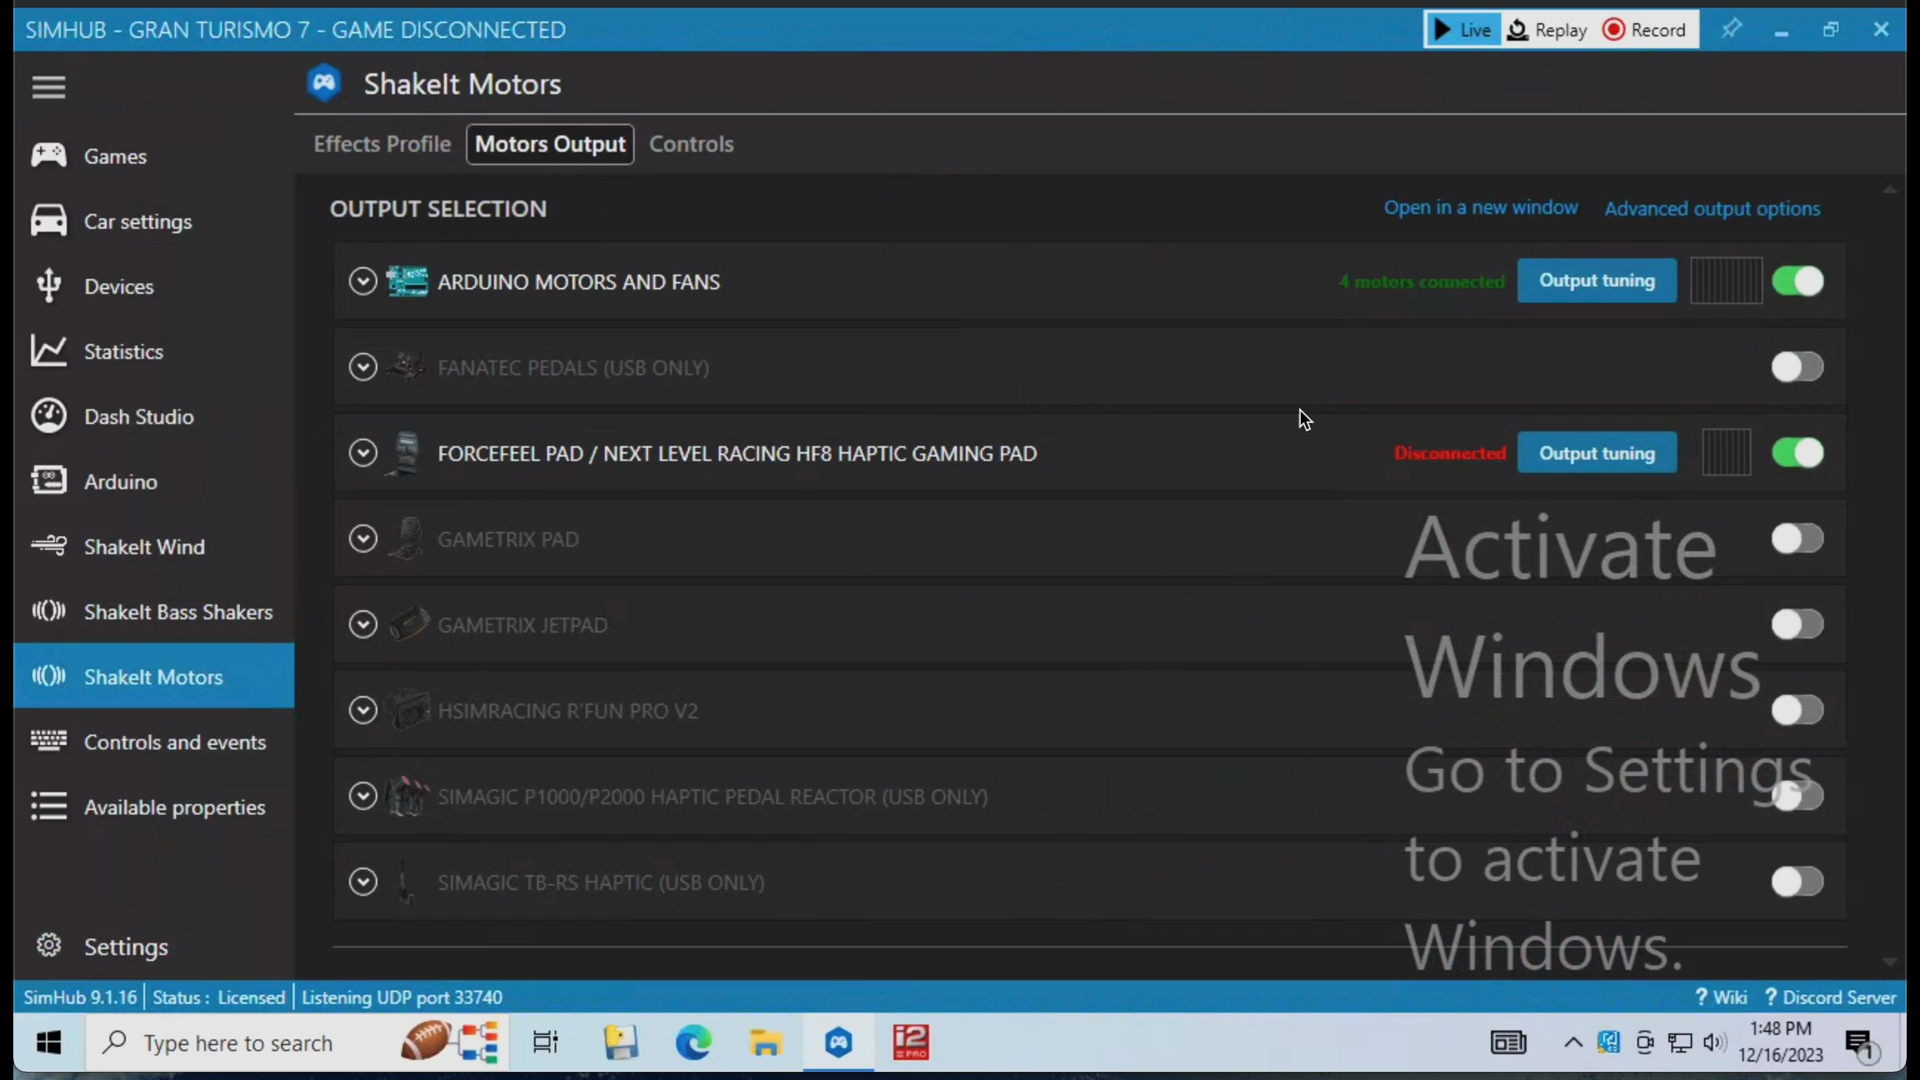 SIMHUB - GRAN TURISMO 7 - GAME DISCONNECTED
Live
Replay
Record
ShakeIt Motors
Effects Profile
Motors Output
Controls
Games
Car settings
Devices
Statistics
Dash Studio
Arduino
ShakeIt Wind
ShakeIt Bass Shakers
ShakeIt Motors
Controls and events
Available properties
Settings
OUTPUT SELECTION
Open in a new window
Advanced output options
ARDUINO MOTORS AND FANS
4 motors connected
Output tuning
FANATEC PEDALS (USB ONLY)
FORCEFEEL PAD / NEXT LEVEL RACING HF8 HAPTIC GAMING PAD
Disconnected
Output tuning
GAMETRIX PAD
GAMETRIX JETPAD
HSIMRACING R'FUN PRO V2
SIMAGIC P1000/P2000 HAPTIC PEDAL REACTOR (USB ONLY)
SIMAGIC TB-RS HAPTIC (USB ONLY)
Activate
Windows
Go to Settings
to activate
Windows.
SimHub 9.1.16
Status : Licensed
Listening UDP port 33740
? Wiki
? Discord Server
Type here to search
i2
PRO
1:48 PM
12/16/2023
1